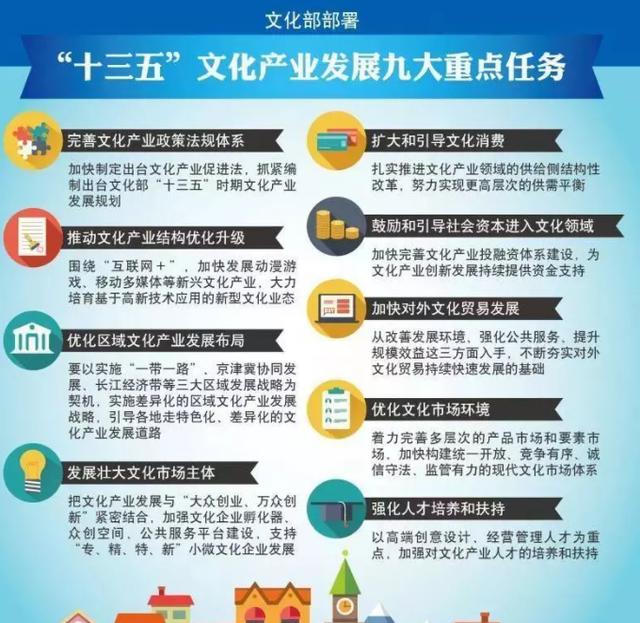 文化部部署
“十三五”文化产业发展九大重点任务
完善文化产业政策法规体系
加快制定出台文化产业促进法，抓紧编
制出台文化部“十三五”时期文化产业
发展规划
推动文化产业结构优化升级
围绕“互联网＋”，加快发展动漫游
戏、移动多媒体等新兴文化产业，大力
培育基于高新技术应用的新型文化业态
优化区域文化产业发展布局
要以实施“一带一路”、京津冀协同发
展、长江经济带等三大区域发展战略为
契机，实施差异化的区域文化产业发展
战略，引导各地走特色化、差异化的文
化产业发展道路
发展壮大文化市场主体
把文化产业发展与“大众创业、万众创
新”紧密结合，加强文化企业孵化器、
众创空间、公共服务平台建设，支持
“专、精、特、新”小微文化企业发展
扩大和引导文化消费
扎实推进文化产业领域的供给侧结构性
改革，努力实现更高层次的供需平衡
鼓励和引导社会资本进入文化领域
加快完善文化产业投融资体系建设，为
文化产业创新发展持续提供资金支持
加快对外文化贸易发展
从改善发展环境、强化公共服务、提升
规模效益这三方面入手，不断夯实对外
文化贸易持续快速发展的基础
优化文化市场环境
着力完善多层次的产品市场和要素市
场，加快构建统一开放、竞争有序、诚
信守法、监管有力的现代文化市场体系
强化人才培养和扶持
以高端创意设计、经营管理人才为重
点，加强对文化产业人才的培养和扶持